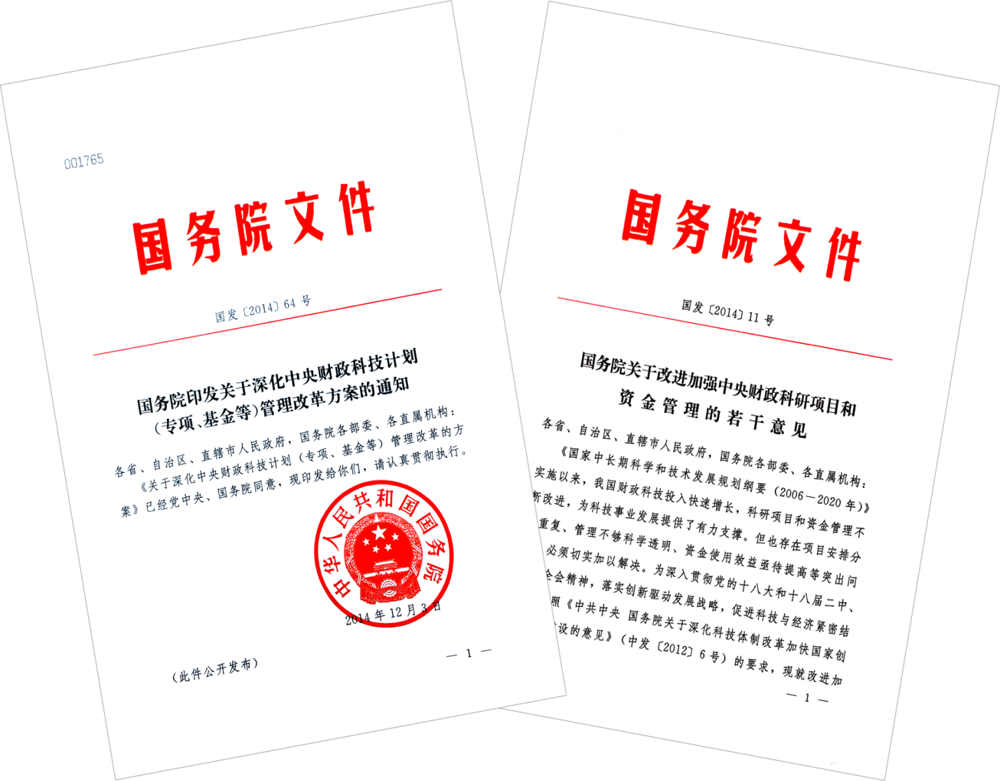 001765
国务院文件
国发〔2014〕64 号
国务院印发关于深化中央财政科技计划
（专项、基金等）管理改革方案的通知
各省、自治区、直辖市人民政府，国务院各部委、各直属机构：
《关于深化中央财政科技计划（专项、基金等）管理改革的方
案》已经党中央、国务院同意，现印发给你们，请认真贯彻执行。
中华人民共和国国务院
2014 年 12 月 3 日
（此件公开发布）
— 1 —
国务院文件
国发〔2014〕11 号
国务院关于改进加强中央财政科研项目和
资金管理的若干意见
各省、自治区、直辖市人民政府，国务院各部委、各直属机构：
《国家中长期科学和技术发展规划纲要（2006—2020 年）》
实施以来，我国财政科技投入快速增长，科研项目和资金管理不
断改进，为科技事业发展提供了有力支撑。但也存在项目安排分
重复、管理不够科学透明、资金使用效益亟待提高等突出问
必须切实加以解决。为深入贯彻党的十八大和十八届二中、
全会精神，落实创新驱动发展战略，促进科技与经济紧密结
照《中共中央 国务院关于深化科技体制改革加快国家创
设的意见》（中发〔2012〕6 号）的要求，现就改进加
— 1 —